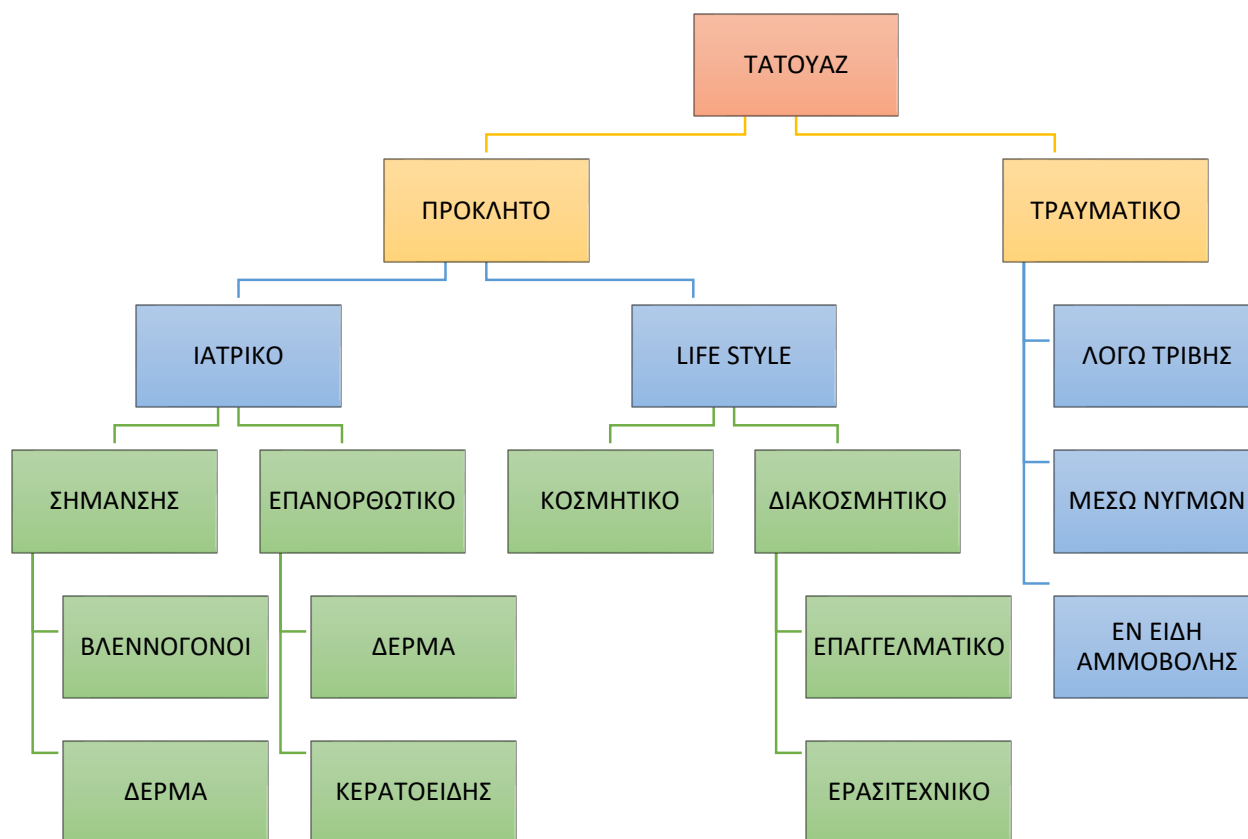 ΤΑΤΟΥΑΖ
ΠΡΟΚΛΗΤΟ
ΤΡΑΥΜΑΤΙΚΟ
ΙΑΤΡΙΚΟ
LIFE STYLE
ΛΟΓΩ ΤΡΙΒΗΣ
ΣΗΜΑΝΣΗΣ
ΕΠΑΝΟΡΘΩΤΙΚΟ
ΚΟΣΜΗΤΙΚΟ
ΔΙΑΚΟΣΜΗΤΙΚΟ
ΜΕΣΩ ΝΥΓΜΩΝ
ΒΛΕΝΝΟΓΟΝΟΙ
ΔΕΡΜΑ
ΕΠΑΓΓΕΛΜΑΤΙΚΟ
ΕΝ ΕΙΔΗ
ΑΜΜΟΒΟΛΗΣ
ΔΕΡΜΑ
ΚΕΡΑΤΟΕΙΔΗΣ
ΕΡΑΣΙΤΕΧΝΙΚΟ